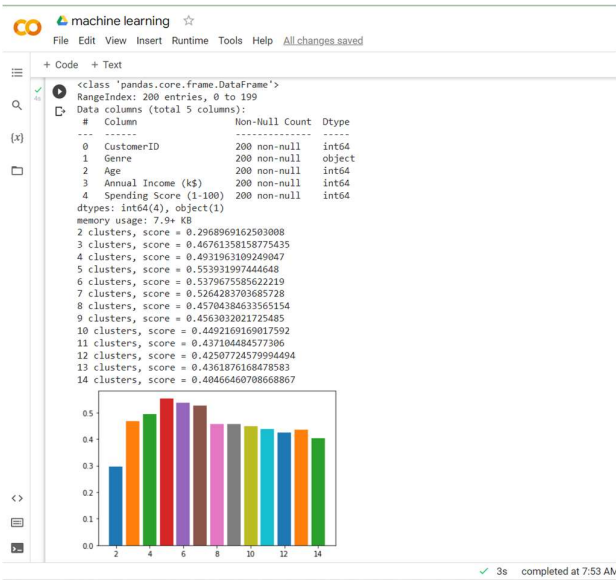 machine learning
File Edit View Insert Runtime Tools Help All changes saved
+ Code + Text
4s
{x}
<class 'pandas.core.frame.DataFrame'>
RangeIndex: 200 entries, 0 to 199
Data columns (total 5 columns):
# Column Non-Null Count Dtype
--- ------ -------------- -----
0 CustomerID 200 non-null int64
1 Genre 200 non-null object
2 Age 200 non-null int64
3 Annual Income (k$) 200 non-null int64
4 Spending Score (1-100) 200 non-null int64
dtypes: int64(4), object(1)
memory usage: 7.9+ KB
2 clusters, score = 0.2968969162503008
3 clusters, score = 0.46761358158775435
4 clusters, score = 0.4931963109249047
5 clusters, score = 0.553931997444648
6 clusters, score = 0.5379675585622219
7 clusters, score = 0.5264283703685728
8 clusters, score = 0.45704384633565154
9 clusters, score = 0.4563032021725485
10 clusters, score = 0.4492169169017592
11 clusters, score = 0.437104484577306
12 clusters, score = 0.42507724579994494
13 clusters, score = 0.4361876168478583
14 clusters, score = 0.40466460708668867
0.5
0.4
0.3
0.2
0.1
0.0
2 4 6 8 10 12 14
3s completed at 7:53 AM